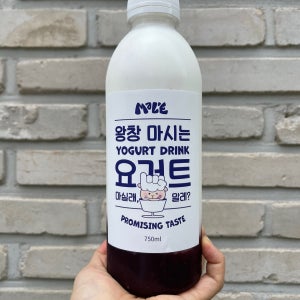 왕창 마시는
YOGURT DRINK
요거트
마실래, 말래?
PROMISING TASTE
750ml